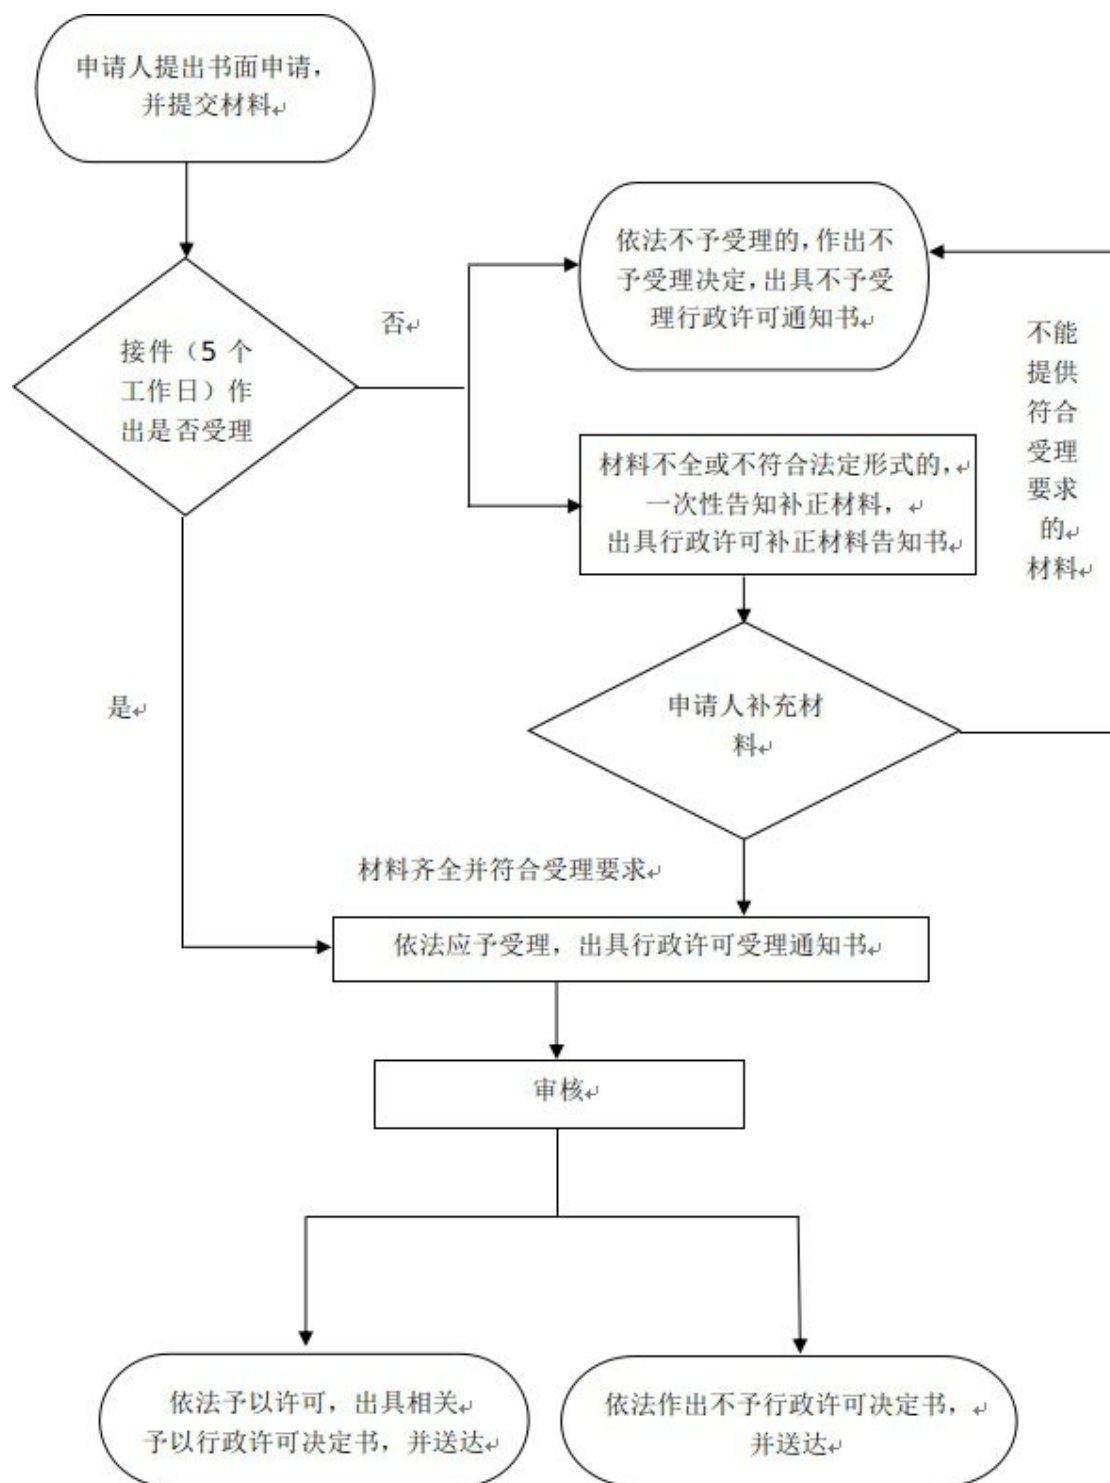 申请人提出书面申请，
并提交材料
依法不予受理的，作出不
予受理决定，出具不予受
理行政许可通知书
否
接件（5 个
工作日）作
出是否受理
不能
提供
符合
受理
要求
的
材料
材料不全或不符合法定形式的，
一次性告知补正材料，
出具行政许可补正材料告知书
是
申请人补充材
料
材料齐全并符合受理要求
依法应予受理，出具行政许可受理通知书
审核
依法予以许可，出具相关
予以行政许可决定书，并送达
依法作出不予行政许可决定书，
并送达